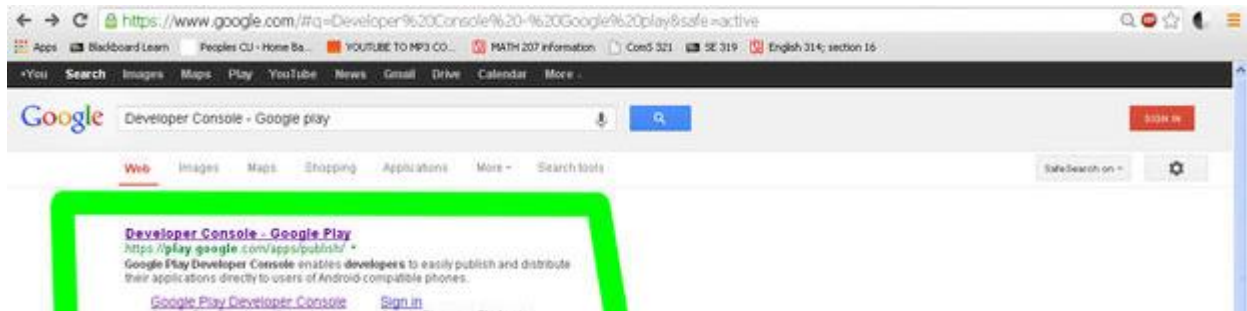 https://www.google.com/#q=Developer%20Console%20-%20Google%20play&safe=active
Apps Blackboard Learn Peoples CU - Home Ba... YOUTUBE TO MP3 CO... MATH 207 information ComS 321 SE 319 English 314; section 16
+You Search Images Maps Play YouTube News Gmail Drive Calendar More
Google Developer Console - Google play SIGN IN
Web Images Maps Shopping Applications More Search tools SafeSearch on
Developer Console - Google Play
https://play.google.com/apps/publish/
Google Play Developer Console enables developers to easily publish and distribute
their applications directly to users of Android compatible phones.
Google Play Developer Console Sign in